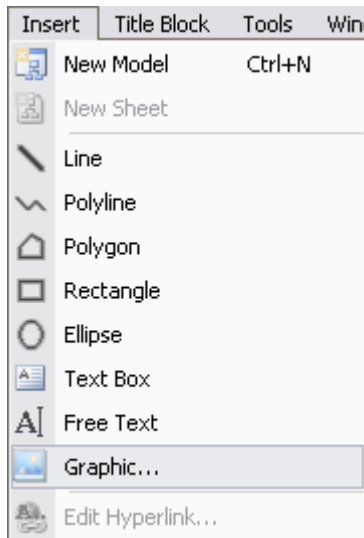 Insert Title Block Tools Win
New Model Ctrl+N
New Sheet
Line
Polyline
Polygon
Rectangle
Ellipse
Text Box
A Free Text
Graphic...
Edit Hyperlink...